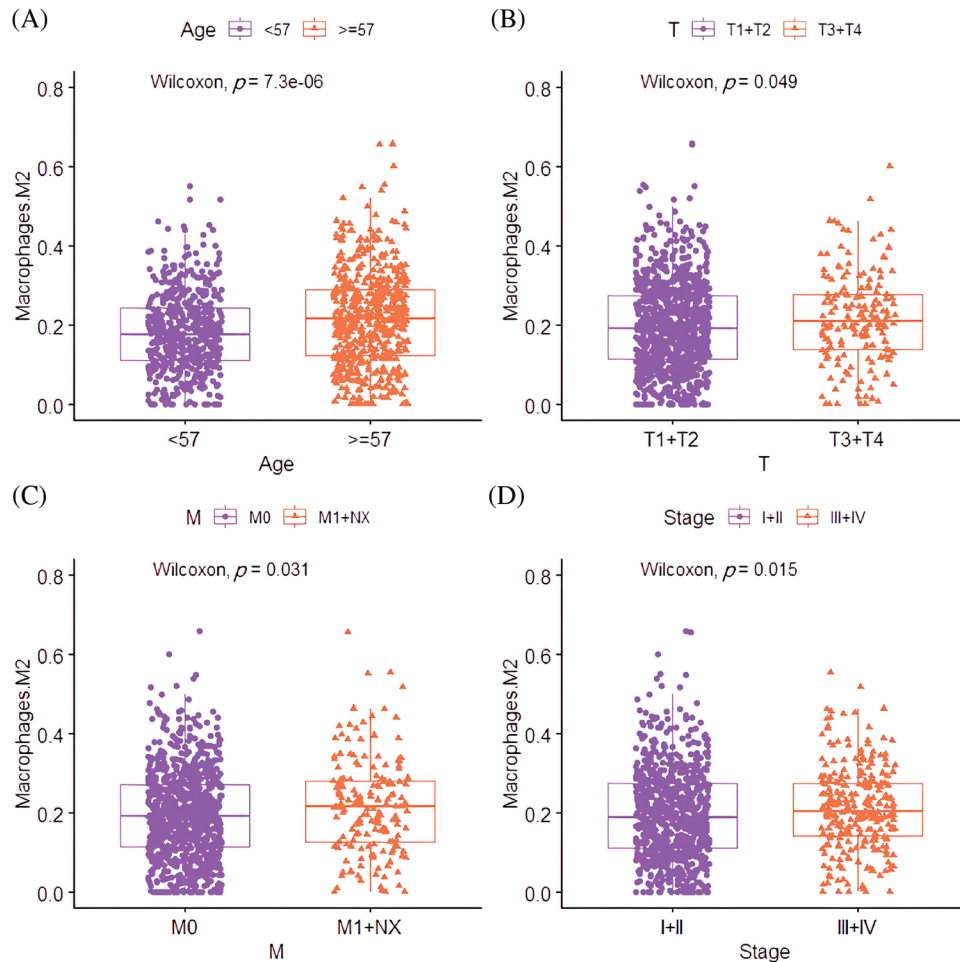 (A)
Age <57 >=57
Wilcoxon, p = 7.3e-06
0.8
0.6
0.4
0.2
0.0
Macrophages.M2
<57 >=57
Age
(B)
T T1+T2 T3+T4
Wilcoxon, p = 0.049
0.8
0.6
0.4
0.2
0.0
Macrophages.M2
T1+T2 T3+T4
T
(C)
M M0 M1+NX
Wilcoxon, p = 0.031
0.8
0.6
0.4
0.2
0.0
Macrophages.M2
M0 M1+NX
M
(D)
Stage I+II III+IV
Wilcoxon, p = 0.015
0.8
0.6
0.4
0.2
0.0
Macrophages.M2
I+II III+IV
Stage